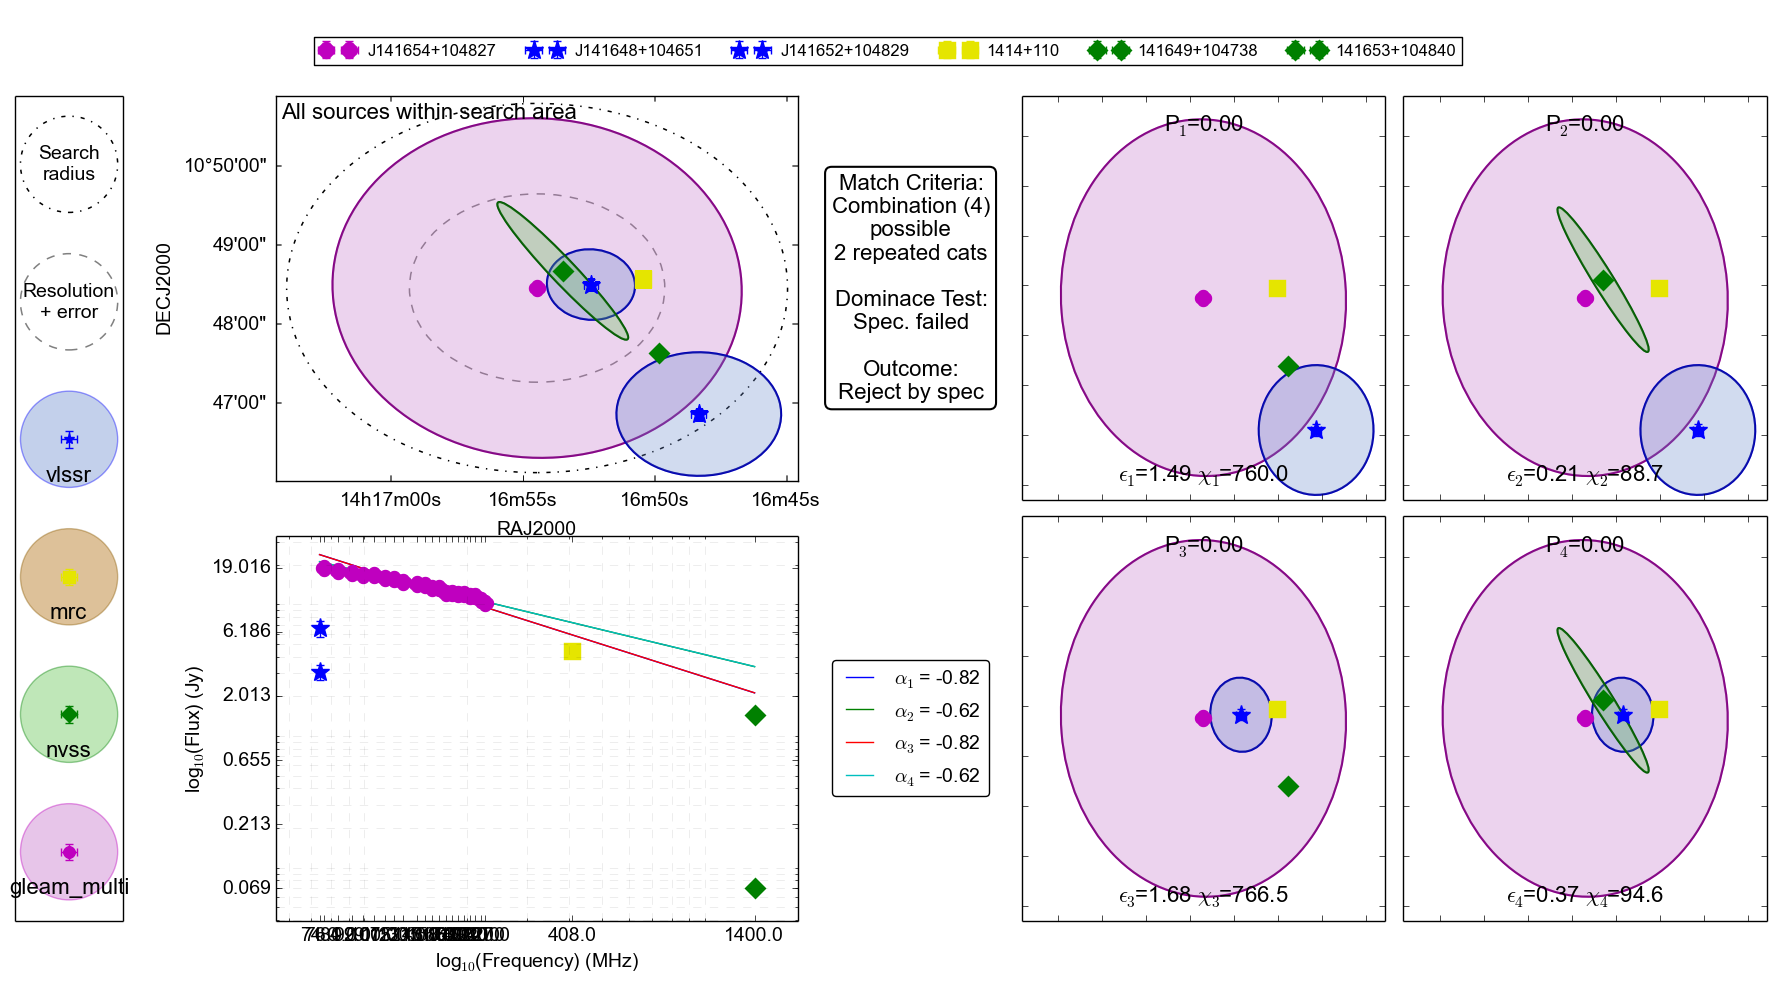 J141654+104827 J141648+104651 J141652+104829 1414+110 141649+104738 141653+104840
Search
radius
Resolution
+ error
vlssr
mrc
nvss
gleam_multi
All sources within search area
DECJ2000
10°50'00"
49'00"
48'00"
47'00"
14h17m00s 16m55s 16m50s 16m45s
RAJ2000
Match Criteria:
Combination (4)
possible
2 repeated cats
Dominace Test:
Spec. failed
Outcome:
Reject by spec
P1=0.00
ϵ1=1.49 χ1=760.0
P2=0.00
ϵ2=0.21 χ2=88.7
log10(Flux) (Jy)
19.016
6.186
2.013
0.655
0.213
0.069
408.0 1400.0
log10(Frequency) (MHz)
α1 = -0.82
α2 = -0.62
α3 = -0.82
α4 = -0.62
P3=0.00
ϵ3=1.68 χ3=766.5
P4=0.00
ϵ4=0.37 χ4=94.6